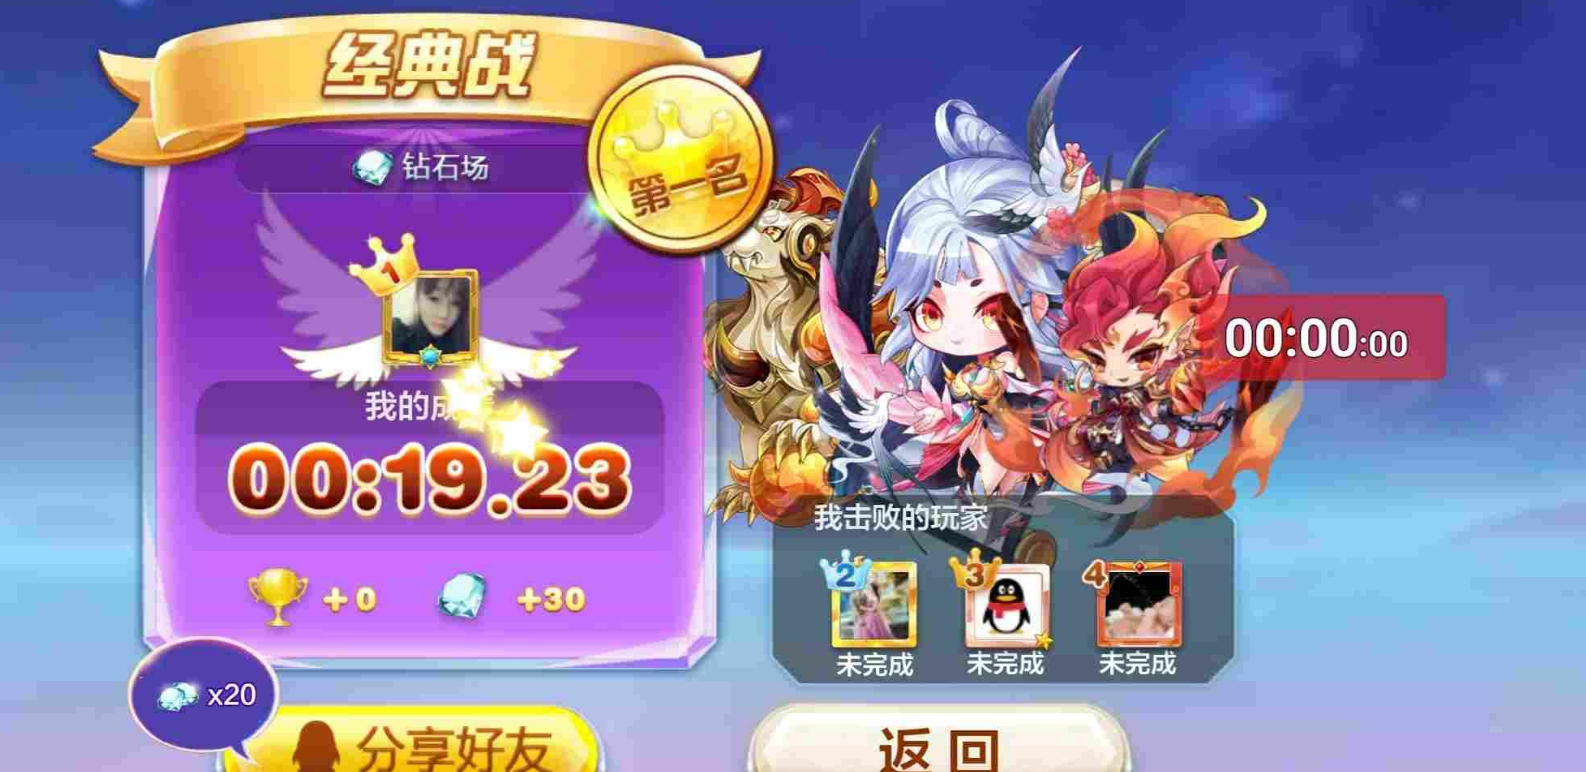 经典战
第一名
钻石场
1
我的成
00:19.23
+0
+30
x20
分享好友
00:00:00
我击败的玩家
2
3
4
未完成
未完成
未完成
返回